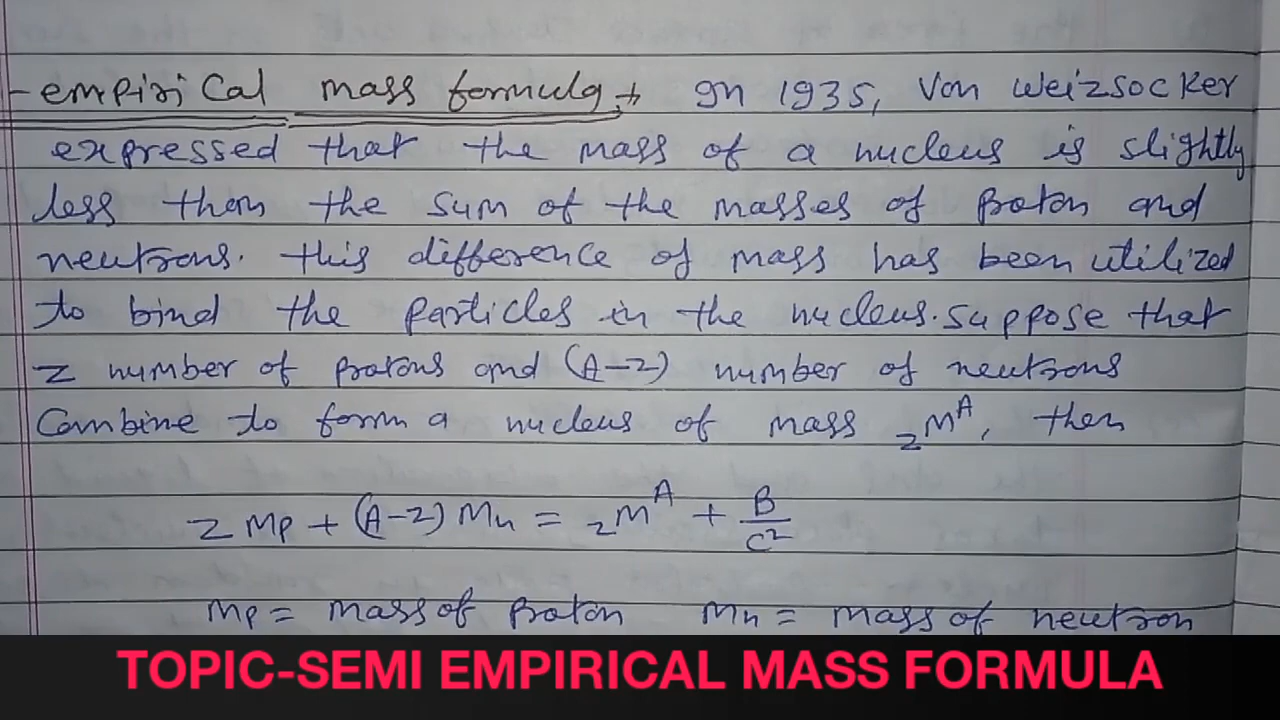 -empirical mass formula → In 1935, Von Weizsocker
expressed that the mass of a nucleus is slightly
less then the sum of the masses of Proton and
neutrons. this difference of mass has been utilized
to bind the particles in the nucleus. Suppose that
Z number of protons and (A-Z) number of neutrons
Combine to form a nucleus of mass ₂Mᴬ, then
Z Mp + (A-Z) Mn = zMᴬ + B/c²
Mp = mass of Proton Mn = mass of neutron
TOPIC-SEMI EMPIRICAL MASS FORMULA